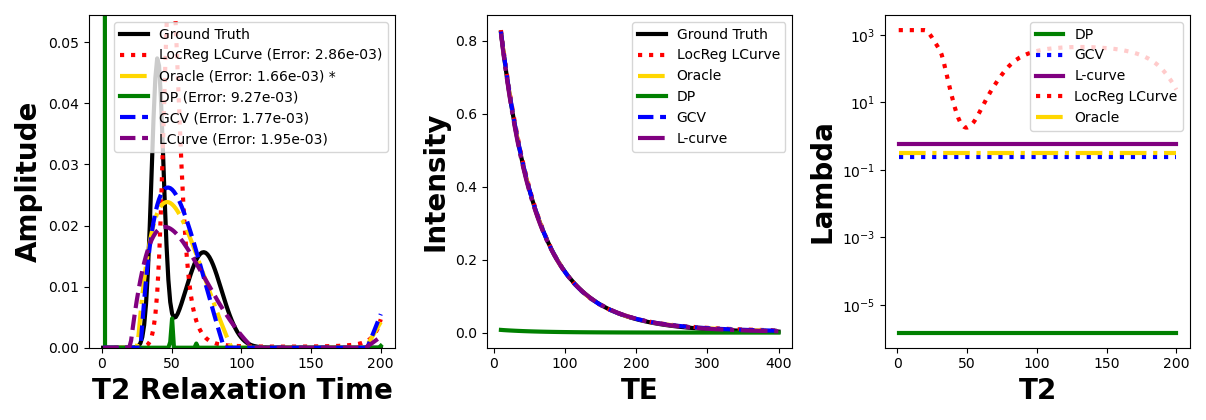 Amplitude
0.05
0.04
0.03
0.02
0.01
0.00
Ground Truth
LocReg LCurve (Error: 2.86e-03)
Oracle (Error: 1.66e-03) *
DP (Error: 9.27e-03)
GCV (Error: 1.77e-03)
LCurve (Error: 1.95e-03)
0 50 100 150 200
T2 Relaxation Time
Intensity
0.8
0.6
0.4
0.2
0.0
Ground Truth
LocReg LCurve
Oracle
DP
GCV
L-curve
0 100 200 300 400
TE
Lambda
10³
10¹
10⁻¹
10⁻³
10⁻⁵
DP
GCV
L-curve
LocReg LCurve
Oracle
0 50 100 150 200
T2